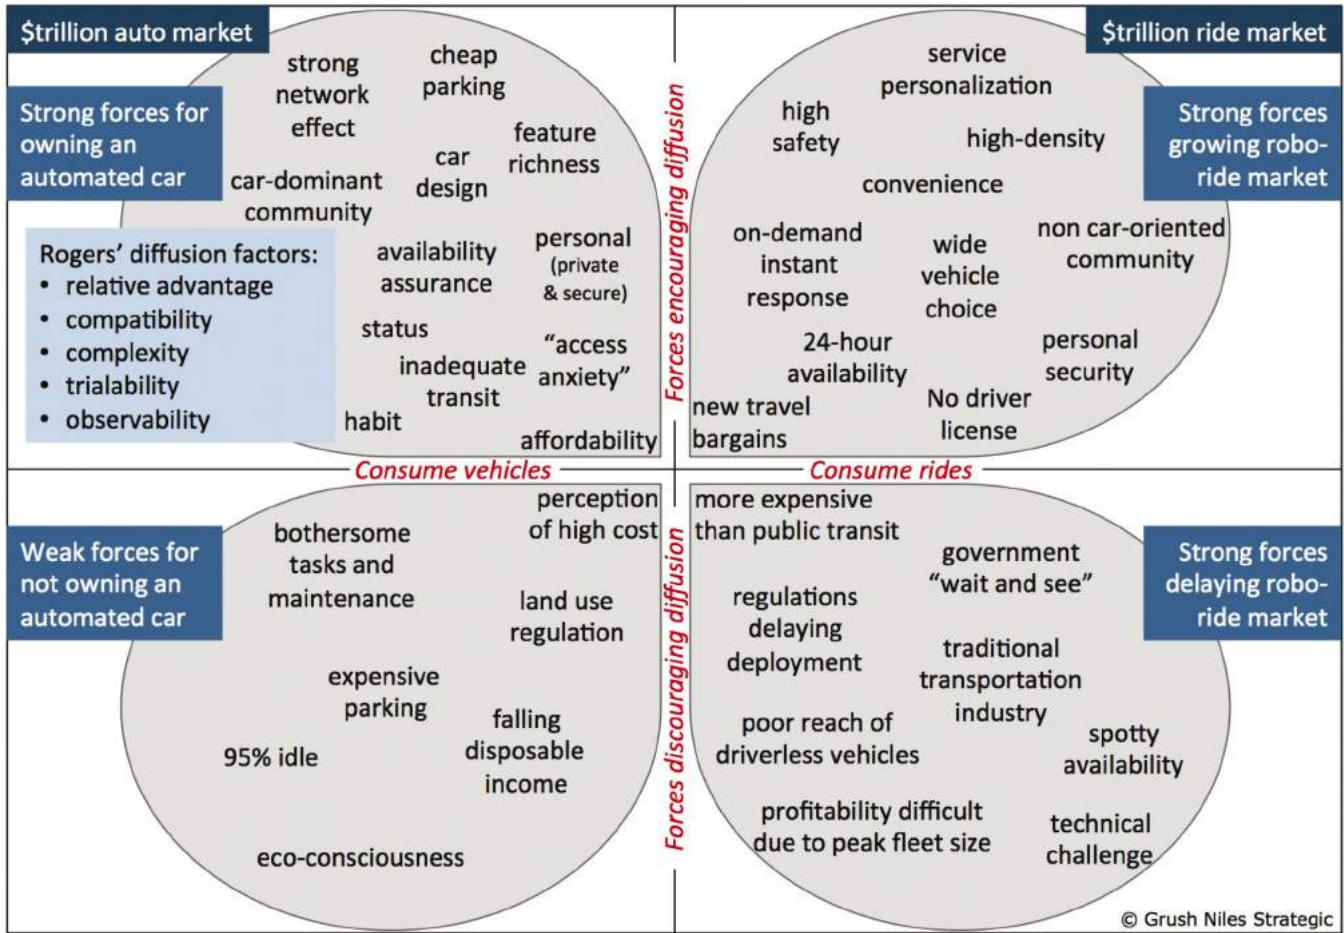 $trillion auto market
Strong forces for
owning an
automated car
strong
network
effect
cheap
parking
feature
richness
car
design
car-dominant
community
availability
assurance
personal
(private
& secure)
Rogers’ diffusion factors:
• relative advantage
• compatibility
• complexity
• trialability
• observability
status
inadequate
transit
“access
anxiety”
habit
affordability
Forces encouraging diffusion
$trillion ride market
Strong forces
growing robo-
ride market
service
personalization
high
safety
high-density
convenience
on-demand
instant
response
wide
vehicle
choice
non car-oriented
community
24-hour
availability
personal
security
new travel
bargains
No driver
license
Consume vehicles
Consume rides
Weak forces for
not owning an
automated car
perception
of high cost
bothersome
tasks and
maintenance
land use
regulation
expensive
parking
falling
disposable
income
95% idle
eco-consciousness
Forces discouraging diffusion
more expensive
than public transit
government
“wait and see”
Strong forces
delaying robo-
ride market
regulations
delaying
deployment
traditional
transportation
industry
poor reach of
driverless vehicles
spotty
availability
profitability difficult
due to peak fleet size
technical
challenge
© Grush Niles Strategic